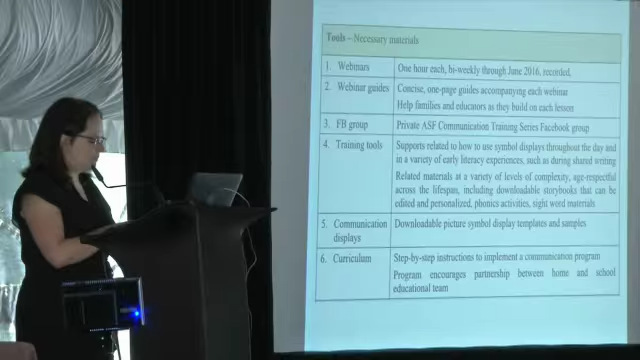 Tools – Necessary materials
1. Webinars
One hour each, bi-weekly through June 2016, recorded,
2. Webinar guides
Concise, one-page guides accompanying each webinar
Help families and educators as they build on each lesson
3. FB group
Private ASF Communication Training Series Facebook group
4. Training tools
Supports related to how to use symbol displays throughout the day and
in a variety of early literacy experiences, such as during shared writing
Related materials at a variety of levels of complexity, age-respectful
across the lifespan, including downloadable storybooks that can be
edited and personalized, phonics activities, sight word materials
5. Communication
displays
Downloadable picture symbol display templates and samples
6. Curriculum
Step-by-step instructions to implement a communication program
Program encourages partnership between home and school
educational team